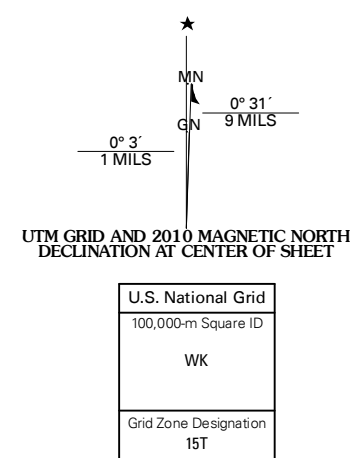 MN
0° 31´
9 MILS
GN
0° 3´
1 MILS
UTM GRID AND 2010 MAGNETIC NORTH
DECLINATION AT CENTER OF SHEET
U.S. National Grid
100,000-m Square ID
WK
Grid Zone Designation
15T